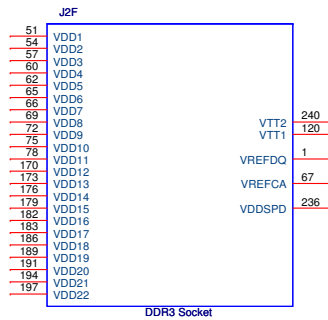 J2F
51 VDD1
54 VDD2
57 VDD3
60 VDD4
62 VDD5
65 VDD6
66 VDD7
69 VDD8 VTT2 240
72 VDD9 VTT1 120
75 VDD10
78 VDD11 VREFDQ 1
170 VDD12
173 VDD13 VREFCA 67
176 VDD14
179 VDD15 VDDSPD 236
182 VDD16
183 VDD17
186 VDD18
189 VDD19
191 VDD20
194 VDD21
197 VDD22
DDR3 Socket